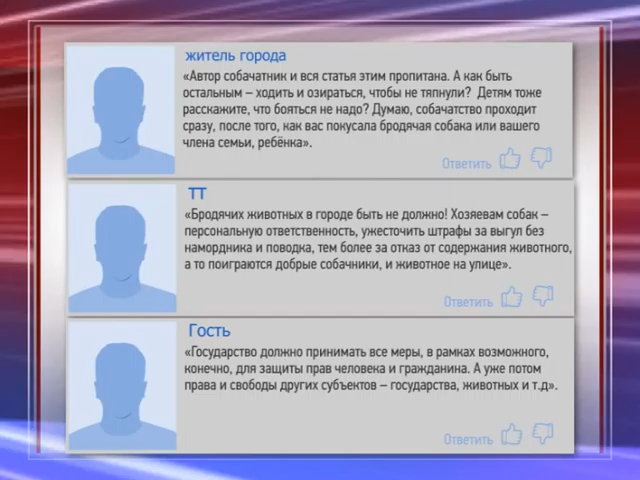 житель города
«Автор собачатник и вся статья этим пропитана. А как быть
остальным – ходить и озираться, чтобы не тяпнули? Детям тоже
расскажите, что бояться не надо? Думаю, собачатство проходит
сразу, после того, как вас покусала бродячая собака или вашего
члена семьи, ребёнка».
Ответить
ТТ
«Бродячих животных в городе быть не должно! Хозяевам собак –
персональную ответственность, ужесточить штрафы за выгул без
намордника и поводка, тем более за отказ от содержания животного,
а то поиграются добрые собачники, и животное на улице».
Ответить
Гость
«Государство должно принимать все меры, в рамках возможного,
конечно, для защиты прав человека и гражданина. А уже потом
права и свободы других субъектов – государства, животных и т.д».
Ответить